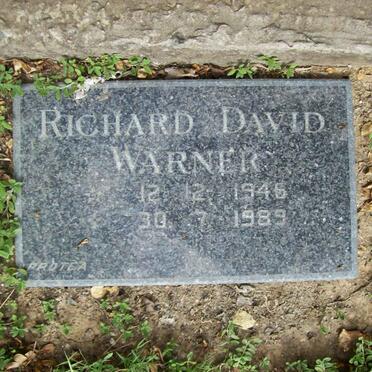 RICHARD DAVID
WARNER
12 12 1946
30 7 1989